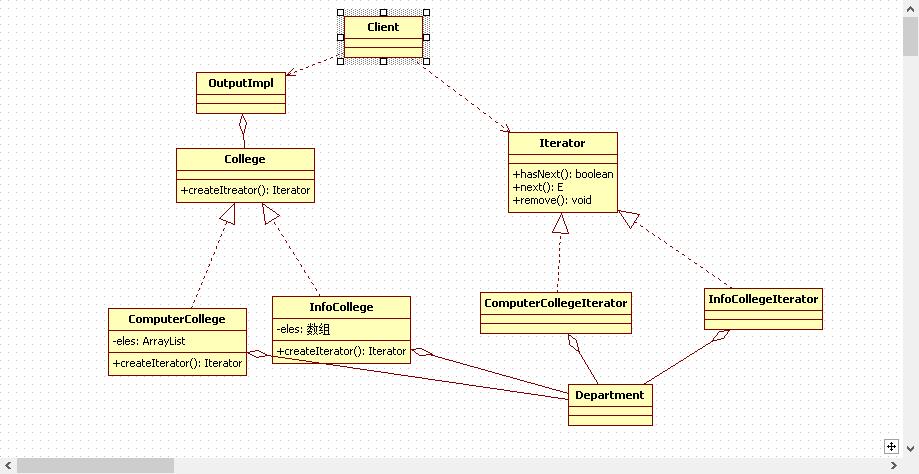 Client
OutputImpl
College
+createItreator(): Iterator
Iterator
+hasNext(): boolean
+next(): E
+remove(): void
ComputerCollege
-eles: ArrayList
+createIterator(): Iterator
InfoCollege
-eles: 数组
+createIterator(): Iterator
ComputerCollegeIterator
InfoCollegeIterator
Department